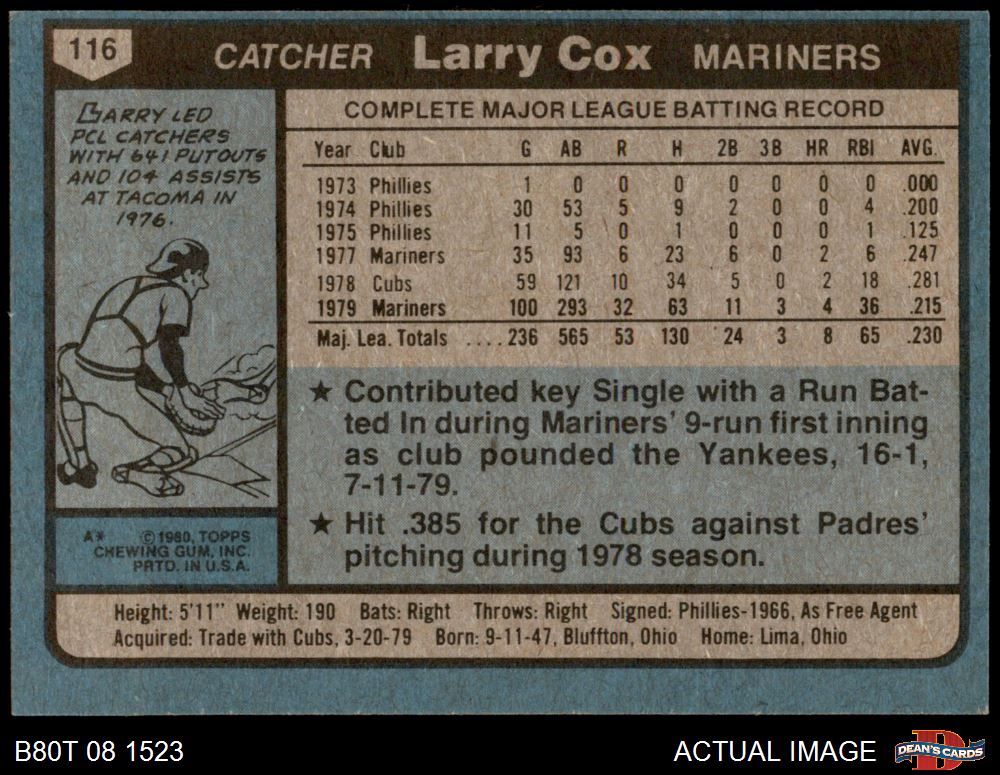 116 CATCHER Larry Cox MARINERS
LARRY LED
PCL CATCHERS
WITH 641 PUTOUTS
AND 104 ASSISTS
AT TACOMA IN
1976.
COMPLETE MAJOR LEAGUE BATTING RECORD
Year Club G AB R H 2B 3B HR RBI AVG.
1973 Phillies 1 0 0 0 0 0 0 0 .000
1974 Phillies 30 53 5 9 2 0 0 4 .200
1975 Phillies 11 5 0 1 0 0 0 1 .125
1977 Mariners 35 93 6 23 6 0 2 6 .247
1978 Cubs 59 121 10 34 5 0 2 18 .281
1979 Mariners 100 293 32 63 11 3 4 36 .215
Maj. Lea. Totals ....236 565 53 130 24 3 8 65 .230
★ Contributed key Single with a Run Bat-
ted In during Mariners' 9-run first inning
as club pounded the Yankees, 16-1,
7-11-79.
★ Hit .385 for the Cubs against Padres'
pitching during 1978 season.
A* ©1980, TOPPS
CHEWING GUM, INC.
PRTD. IN U.S.A.
Height: 5'11" Weight: 190 Bats: Right Throws: Right Signed: Phillies-1966, As Free Agent
Acquired: Trade with Cubs, 3-20-79 Born: 9-11-47, Bluffton, Ohio Home: Lima, Ohio
B80T 08 1523 ACTUAL IMAGE DEAN'S CARDS